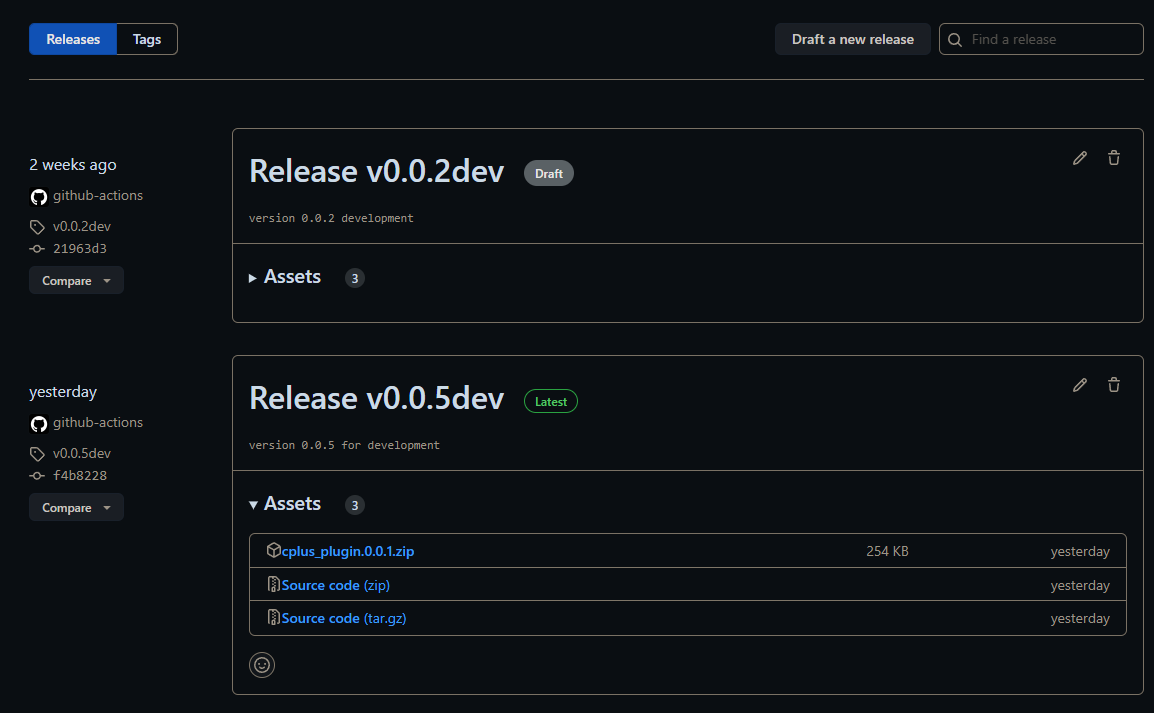 Releases Tags Draft a new release Find a release
2 weeks ago
github-actions
v0.0.2dev
21963d3
Compare
Release v0.0.2dev Draft
version 0.0.2 development
Assets 3
yesterday
github-actions
v0.0.5dev
f4b8228
Compare
Release v0.0.5dev Latest
version 0.0.5 for development
Assets 3
cplus_plugin.0.0.1.zip 254 KB yesterday
Source code (zip) yesterday
Source code (tar.gz) yesterday